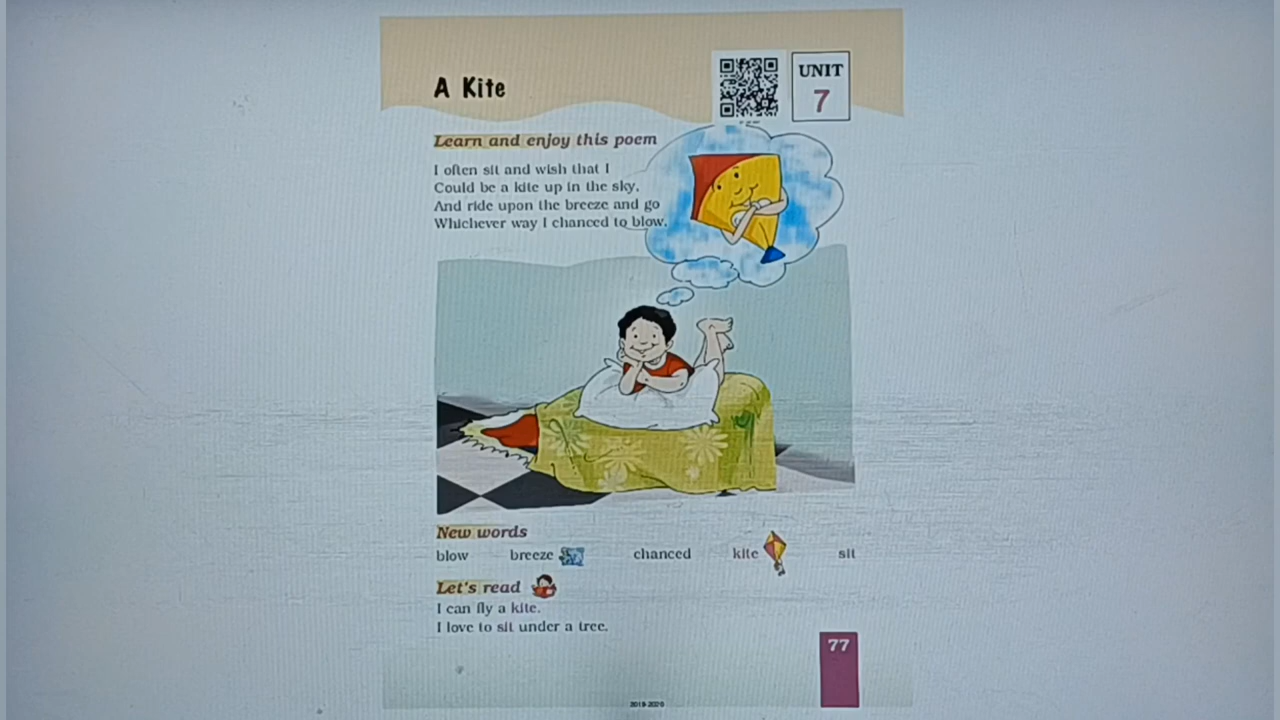 A Kite
UNIT
7
Learn and enjoy this poem
I often sit and wish that I
Could be a kite up in the sky,
And ride upon the breeze and go
Whichever way I chanced to blow.
New words
blow breeze chanced kite sit
Let's read
I can fly a kite.
I love to sit under a tree.
77
2019-2020